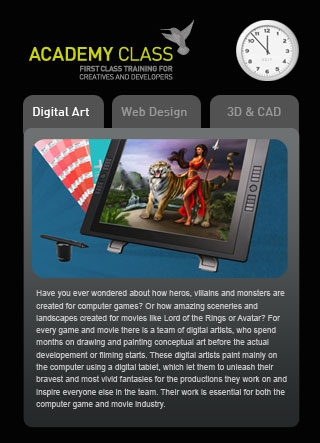 ACADEMY CLASS
FIRST CLASS TRAINING FOR
CREATIVES AND DEVELOPERS
Digital Art
Web Design
3D & CAD
Have you ever wondered about how heros, villains and monsters are
created for computer games? Or how amazing sceneries and
landscapes created for movies like Lord of the Rings or Avatar? For
every game and movie there is a team of digital artists, who spend
months on drawing and painting conceptual art before the actual
developement or filming starts. These digital artists paint mainly on
the computer using a digital tablet, which let them to unleash their
bravest and most vivid fantasies for the productions they work on and
inspire everyone else in the team. Their work is essential for both the
computer game and movie industry.